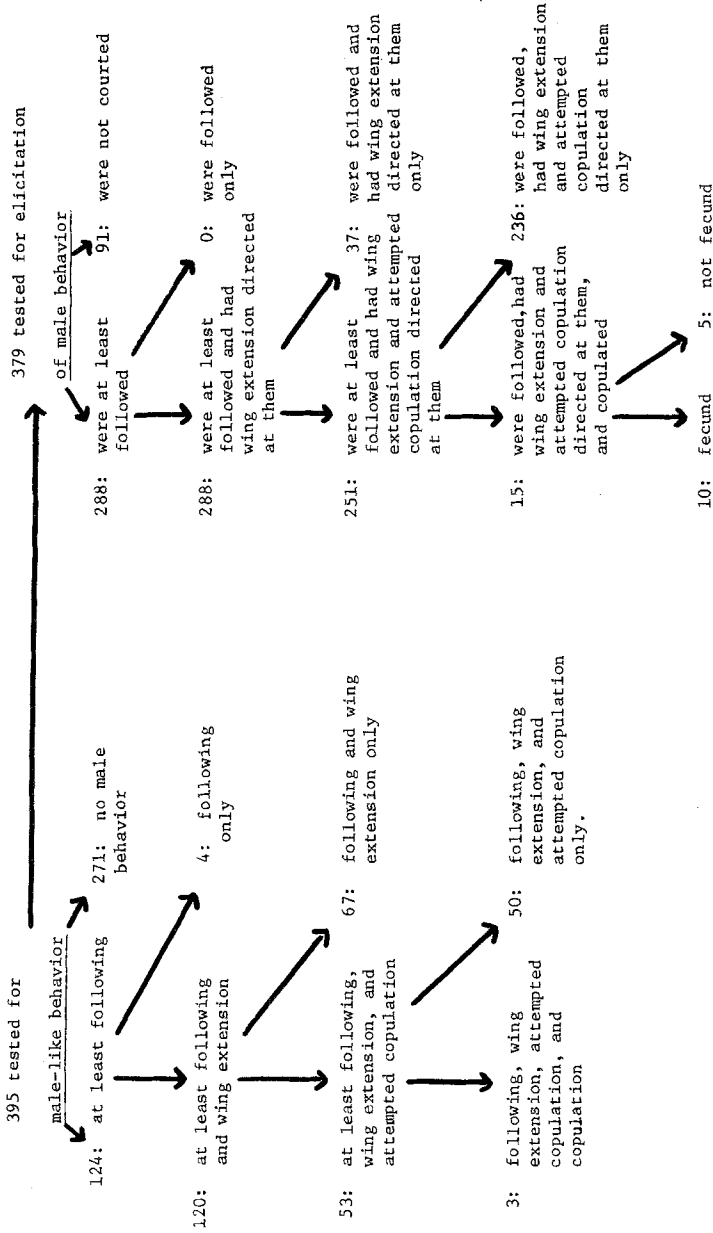 395 tested for
male-like behavior
124: at least following
271: no male
behavior
120: at least following
and wing extension
4: following
only
53: at least following,
wing extension, and
attempted copulation
67: following and wing
extension only
3: following, wing
extension, attempted
copulation, and
copulation
50: following, wing
extension, and
attempted copulation
only.
379 tested for elicitation
of male behavior
288: were at least
followed
91: were not courted
288: were at least
followed and had
wing extension directed
at them
0: were followed
only
251: were at least
followed and had wing
extension and attempted
copulation directed
at them
37: were followed and
had wing extension
directed at them
only
15: were followed,had
wing extension and
attempted copulation
directed at them,
and copulated
236: were followed,
had wing extension
and attempted
copulation
directed at them
only
10: fecund
5: not fecund